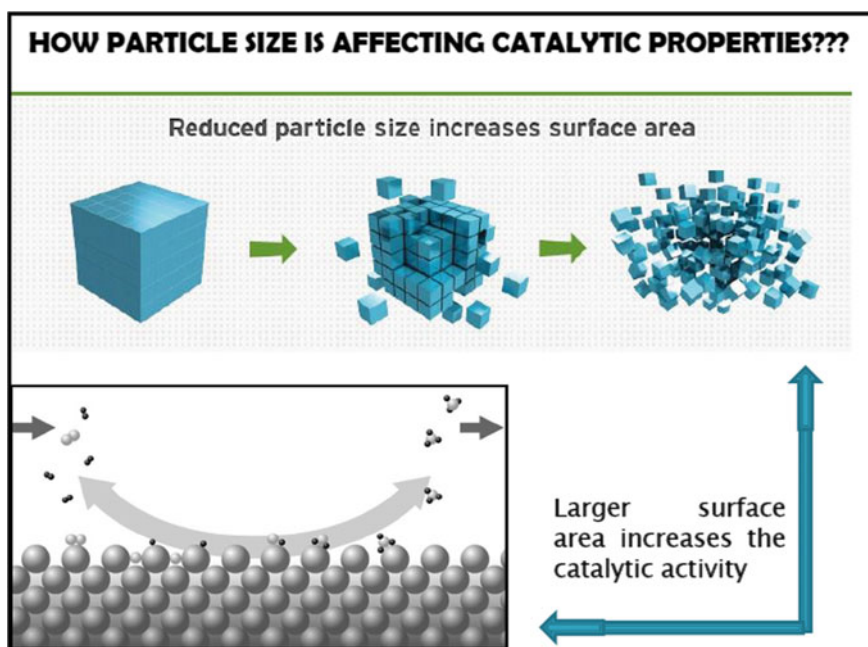 HOW PARTICLE SIZE IS AFFECTING CATALYTIC PROPERTIES???
Reduced particle size increases surface area
Larger surface
area increases the
catalytic activity